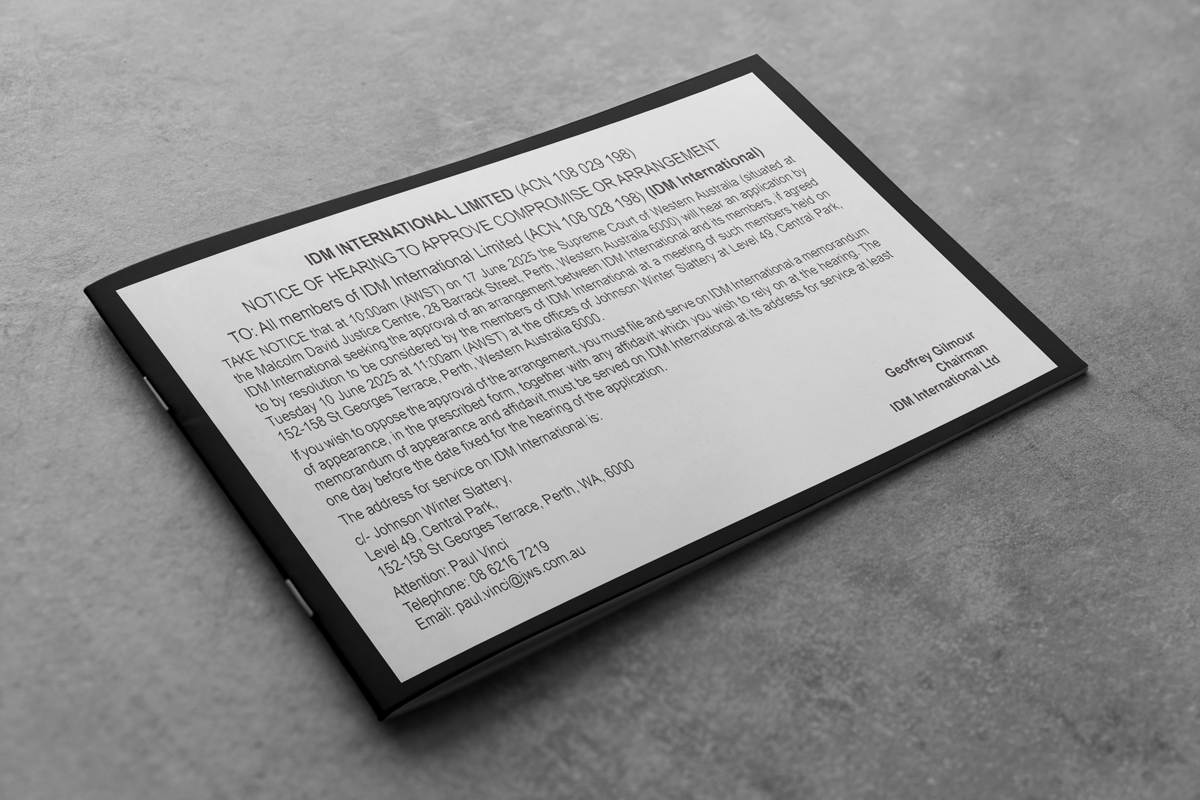 IDM INTERNATIONAL LIMITED (ACN 108 029 198)
NOTICE OF HEARING TO APPROVE COMPROMISE OR ARRANGEMENT
TO: All members of IDM International Limited (ACN 108 028 198) (IDM International)
TAKE NOTICE that at 10:00am (AWST) on 17 June 2025 the Supreme Court of Western Australia (situated at
the Malcolm David Justice Centre, 28 Barrack Street, Perth, Western Australia 6000) will hear an application by
IDM International seeking the approval of an arrangement between IDM International and its members, if agreed
to by resolution to be considered by the members of IDM International at a meeting of such members held on
Tuesday 10 June 2025 at 11:00am (AWST) at the offices of Johnson Winter Slattery at Level 49, Central Park,
152-158 St Georges Terrace, Perth, Western Australia 6000.
If you wish to oppose the approval of the arrangement, you must file and serve on IDM International a memorandum
of appearance, in the prescribed form, together with any affidavit which you wish to rely on at the hearing. The
memorandum of appearance and affidavit must be served on IDM International at its address for service at least
one day before the date fixed for the hearing of the application.
The address for service on IDM International is:
c/- Johnson Winter Slattery,
Level 49, Central Park,
152-158 St Georges Terrace, Perth, WA, 6000
Attention: Paul Vinci
Telephone: 08 6216 7219
Email: paul.vinci@jws.com.au
Geoffrey Gilmour
Chairman
IDM International Ltd